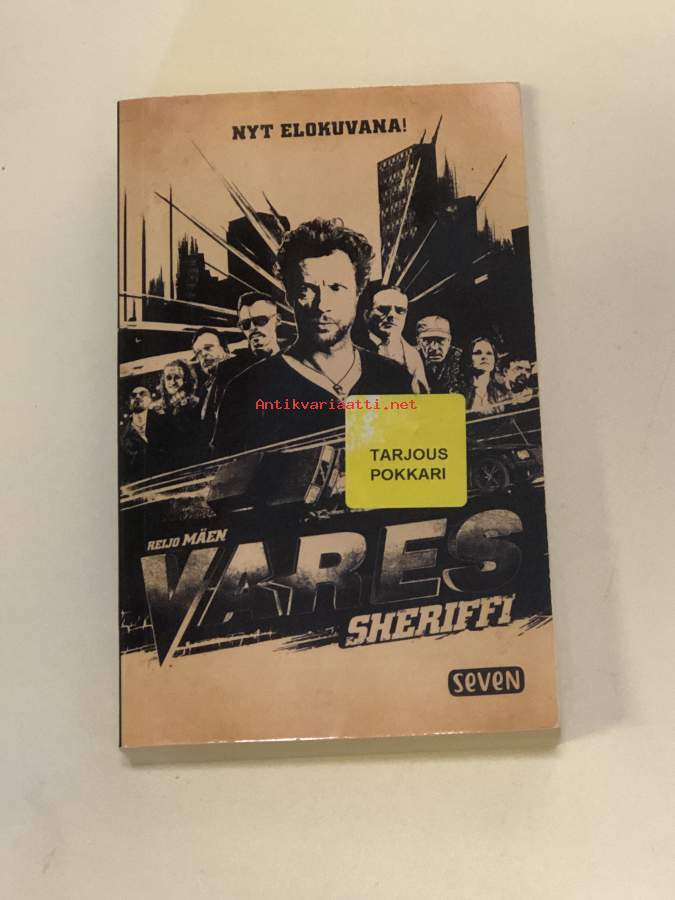 NYT ELOKUVANA!
Antikvariaatti.net
TARJOUS
POKKARI
REIJO MÄEN
VARES
SHERIFFI
SEVEN